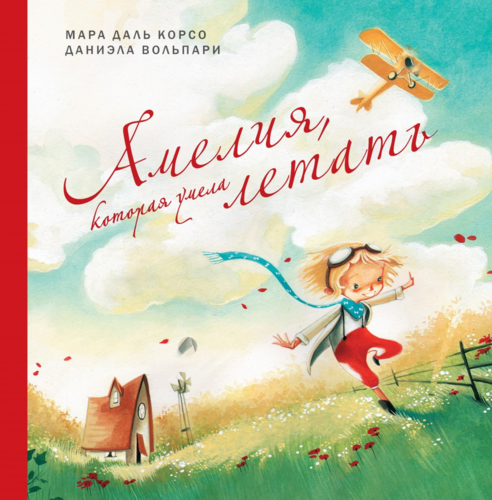 МАРА ДАЛЬ КОРСО
ДАНИЭЛА ВОЛЬПАРИ
Амелия,
которая умела летать